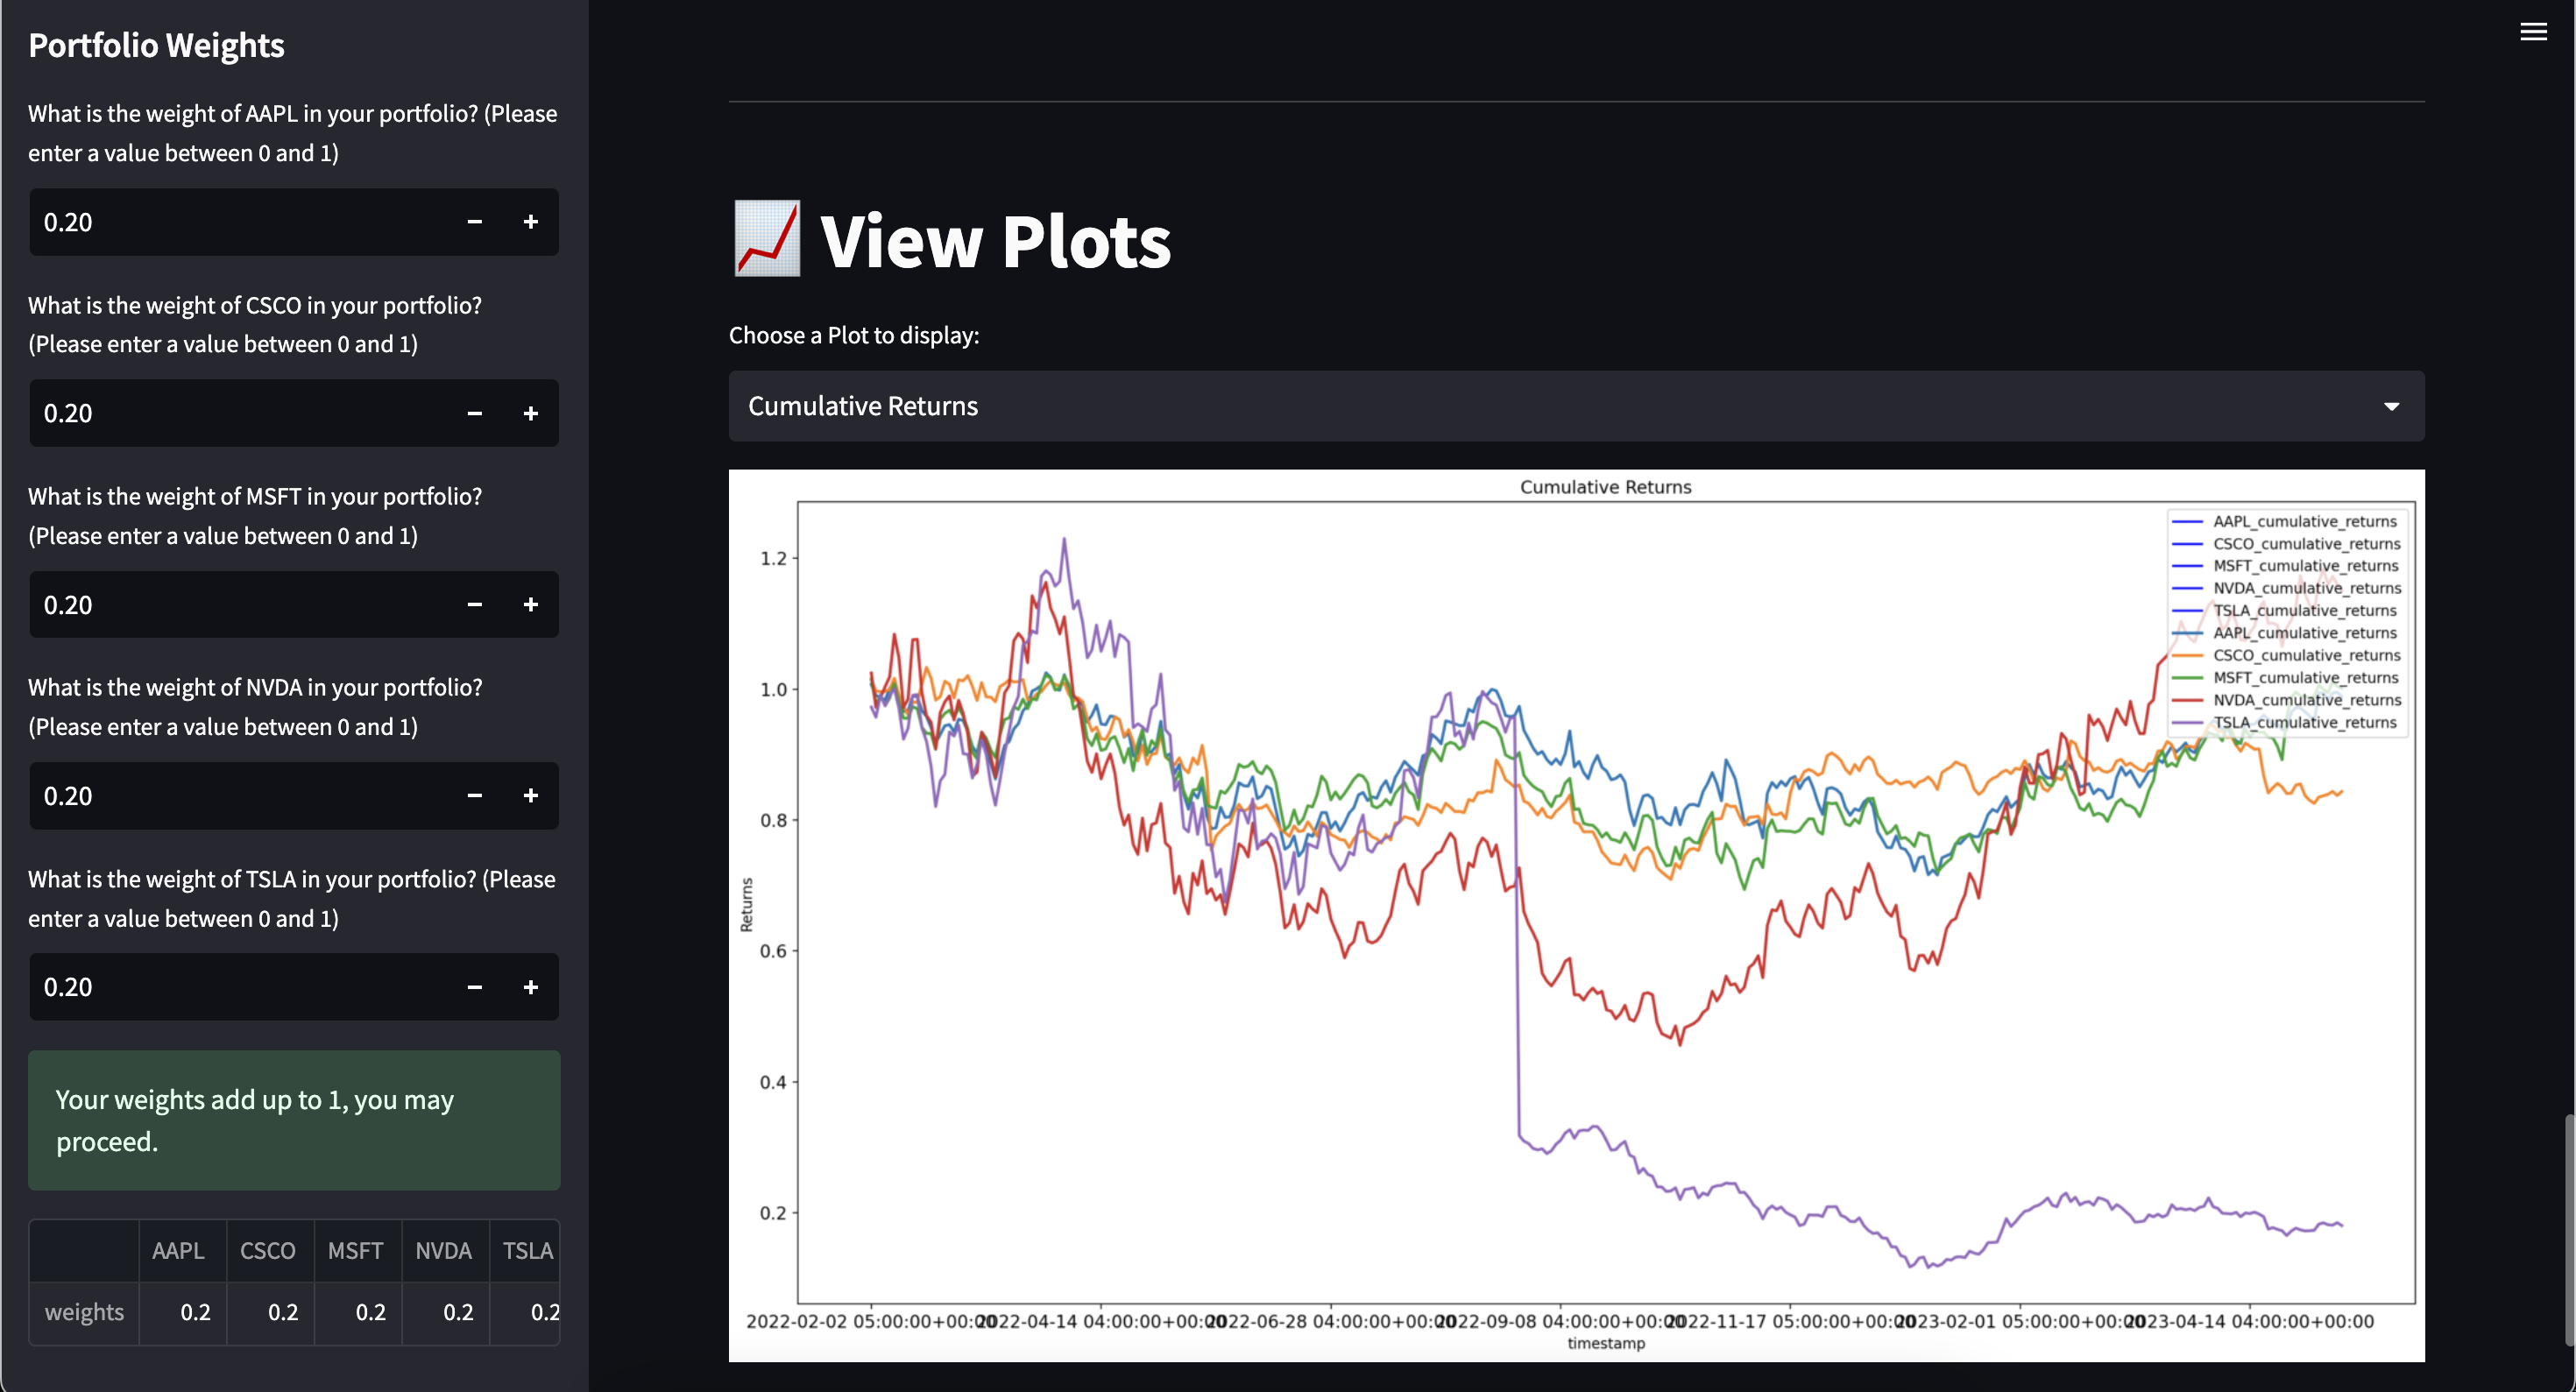 Portfolio Weights
What is the weight of AAPL in your portfolio? (Please
enter a value between 0 and 1)
0.20
What is the weight of CSCO in your portfolio?
(Please enter a value between 0 and 1)
0.20
What is the weight of MSFT in your portfolio?
(Please enter a value between 0 and 1)
0.20
What is the weight of NVDA in your portfolio?
(Please enter a value between 0 and 1)
0.20
What is the weight of TSLA in your portfolio? (Please
enter a value between 0 and 1)
0.20
Your weights add up to 1, you may
proceed.
AAPL CSCO MSFT NVDA TSLA
weights 0.2 0.2 0.2 0.2 0.2
View Plots
Choose a Plot to display:
Cumulative Returns
Cumulative Returns
AAPL_cumulative_returns
CSCO_cumulative_returns
MSFT_cumulative_returns
NVDA_cumulative_returns
TSLA_cumulative_returns
AAPL_cumulative_returns
CSCO_cumulative_returns
MSFT_cumulative_returns
NVDA_cumulative_returns
TSLA_cumulative_returns
1.2
1.0
0.8
0.6
0.4
0.2
Returns
2022-02-02 05:00:00+00:00 2022-04-14 04:00:00+00:00 2022-06-28 04:00:00+00:00 2022-09-08 04:00:00+00:00 2022-11-17 05:00:00+00:00 2023-02-01 05:00:00+00:00 2023-04-14 04:00:00+00:00
timestamp